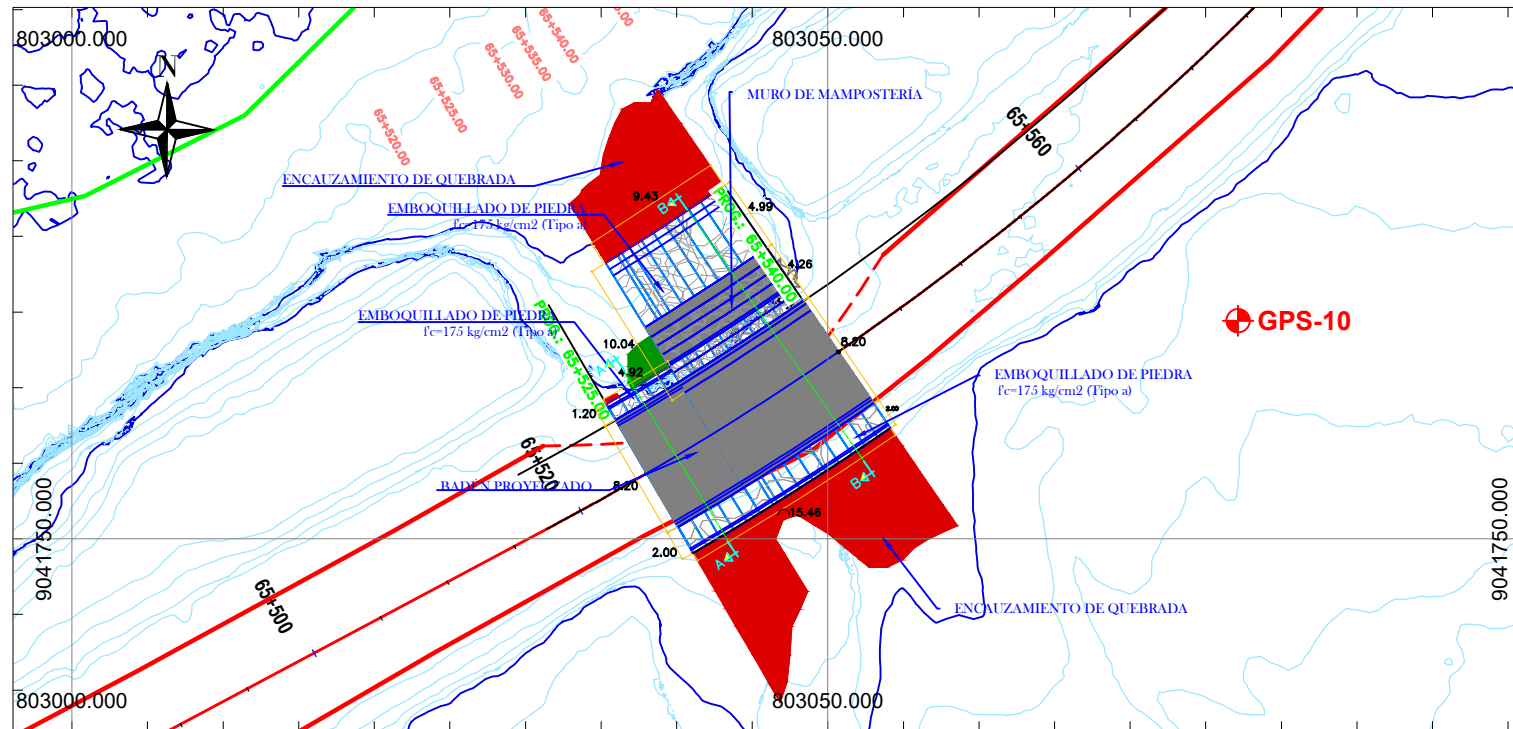 803000.000
803050.000
N
65+540.00
65+535.00
65+530.00
65+525.00
65+520.00
MURO DE MAMPOSTERÍA
65+560
ENCAUZAMIENTO DE QUEBRADA
9.43
B
4.99
EMBOQUILLADO DE PIEDRA
f'c=175 kg/cm2 (Tipo a)
PROG.: 65+540.00
4.26
PROG.: 65+525.00
EMBOQUILLADO DE PIEDRA
f'c=175 kg/cm2 (Tipo a)
GPS-10
10.04
8.20
A
4.92
EMBOQUILLADO DE PIEDRA
f'c=175 kg/cm2 (Tipo a)
1.20
2.00
65+520
BADÉN PROYECTADO
8.20
B
9041750.000
9041750.000
15.46
2.00
A
65+500
ENCAUZAMIENTO DE QUEBRADA
803000.000
803050.000